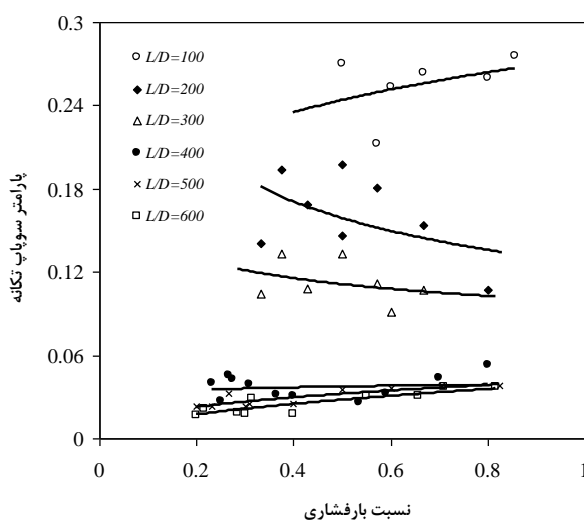 0.3
0.24
0.18
0.12
0.06
0
L/D=100
L/D=200
L/D=300
L/D=400
L/D=500
L/D=600
پارامتر سوپاپ تکانه
0 0.2 0.4 0.6 0.8 1
نسبت بارفشاری